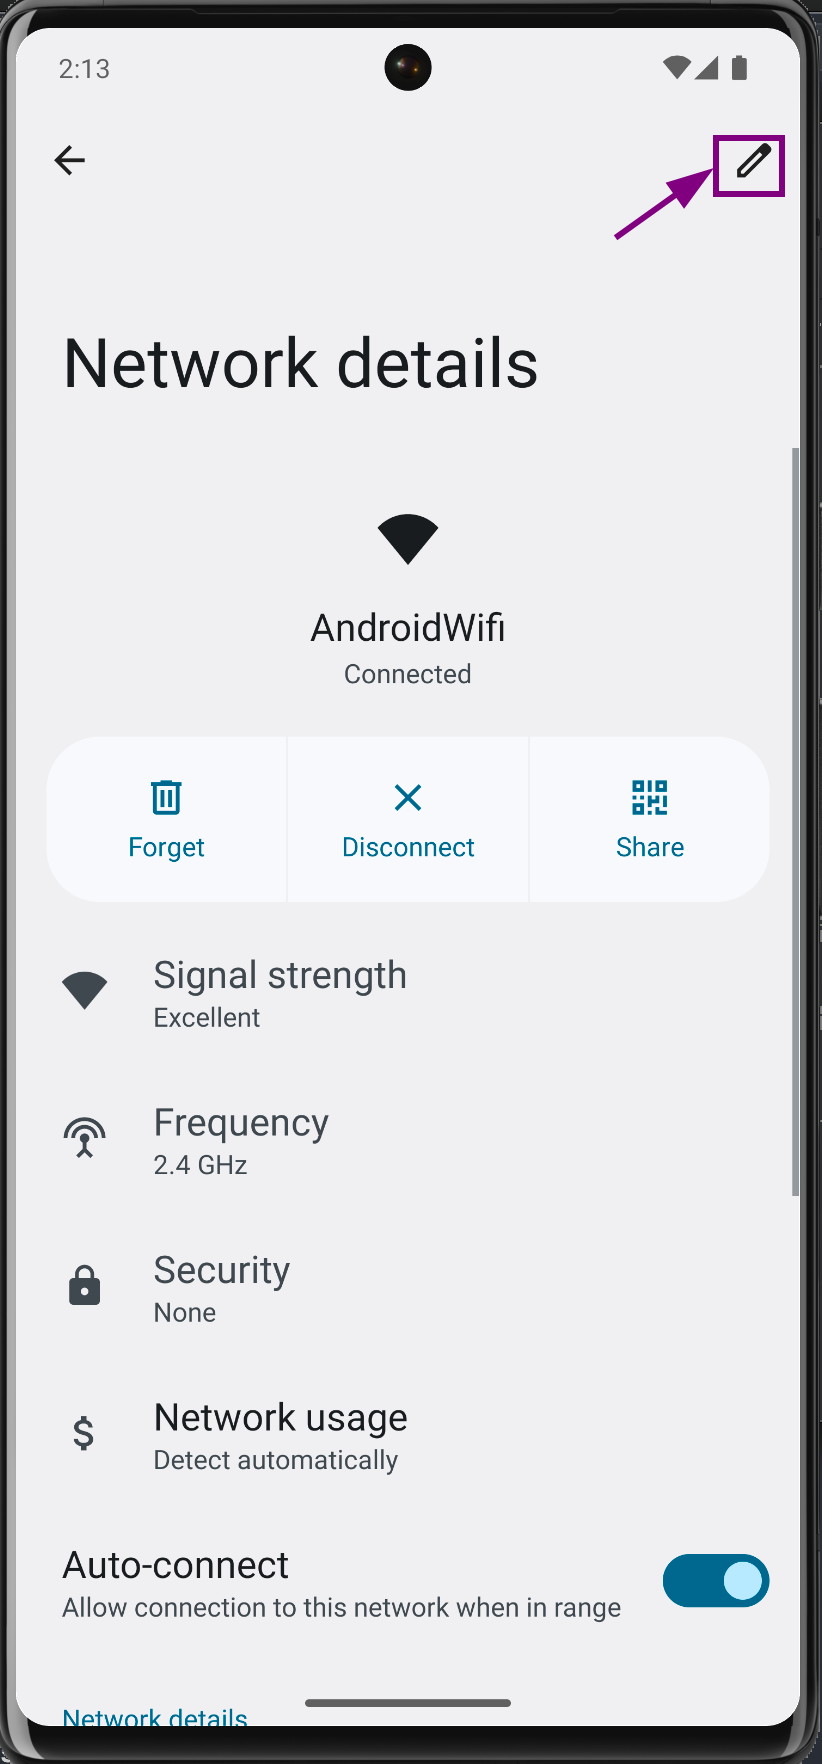 2:13
Network details
AndroidWifi
Connected
Forget
Disconnect
Share
Signal strength
Excellent
Frequency
2.4 GHz
Security
None
Network usage
Detect automatically
Auto-connect
Allow connection to this network when in range
Network details